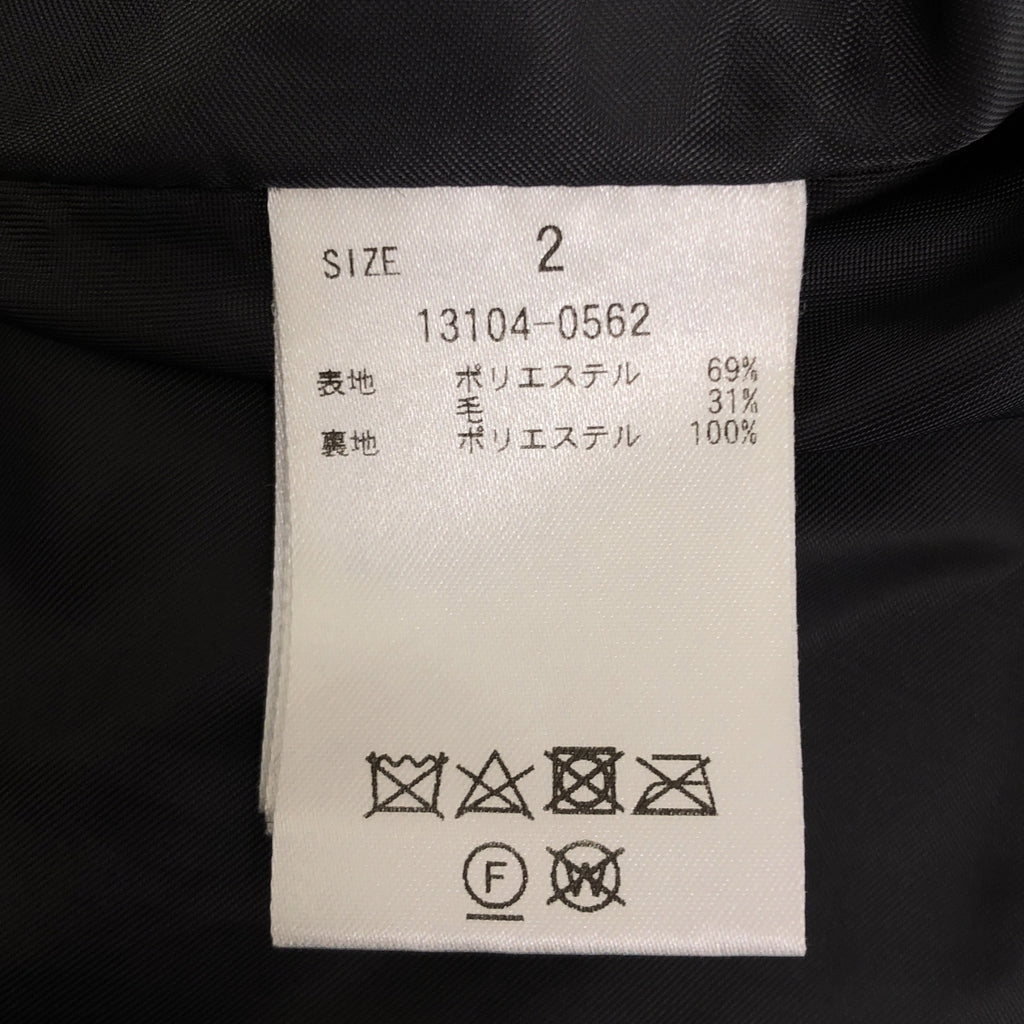 SIZE 2
13104-0562
表地 ポリエステル 69%
毛 31%
裏地 ポリエステル 100%
F W